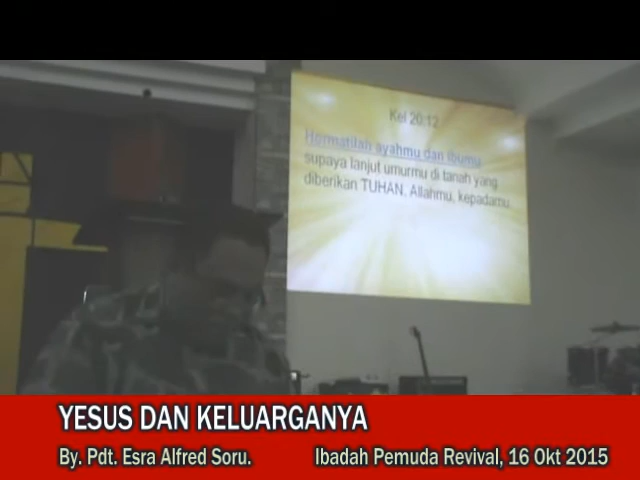 Kel 20:12
Hormatilah ayahmu dan ibumu
supaya lanjut umurmu di tanah yang
diberikan TUHAN, Allahmu, kepadamu
YESUS DAN KELUARGANYA
By. Pdt. Esra Alfred Soru.
Ibadah Pemuda Revival, 16 Okt 2015